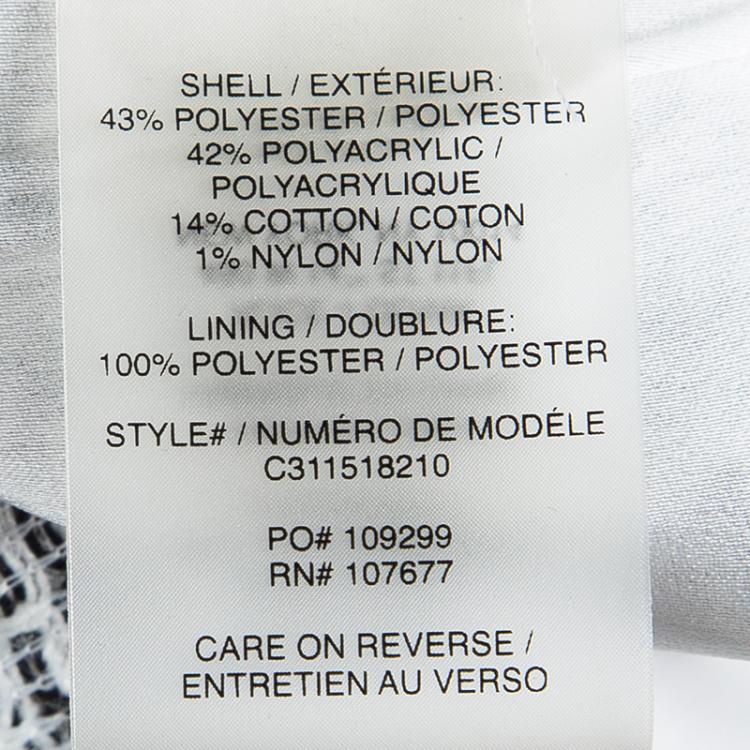 SHELL / EXTÉRIEUR:
43% POLYESTER / POLYESTER
42% POLYACRYLIC /
POLYACRYLIQUE
14% COTTON / COTON
1% NYLON / NYLON
LINING / DOUBLURE:
100% POLYESTER / POLYESTER
STYLE# / NUMÉRO DE MODÉLE
C311518210
PO# 109299
RN# 107677
CARE ON REVERSE /
ENTRETIEN AU VERSO